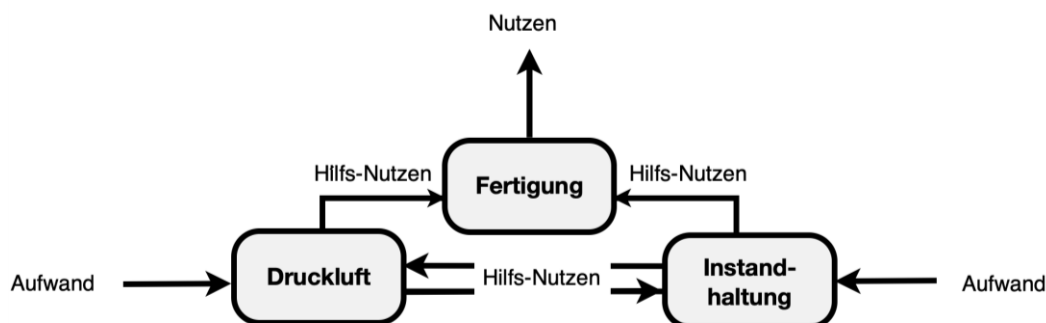 Nutzen
Hilfs-Nutzen
Fertigung
Hilfs-Nutzen
Aufwand
Druckluft
Hilfs-Nutzen
Instand-
haltung
Aufwand